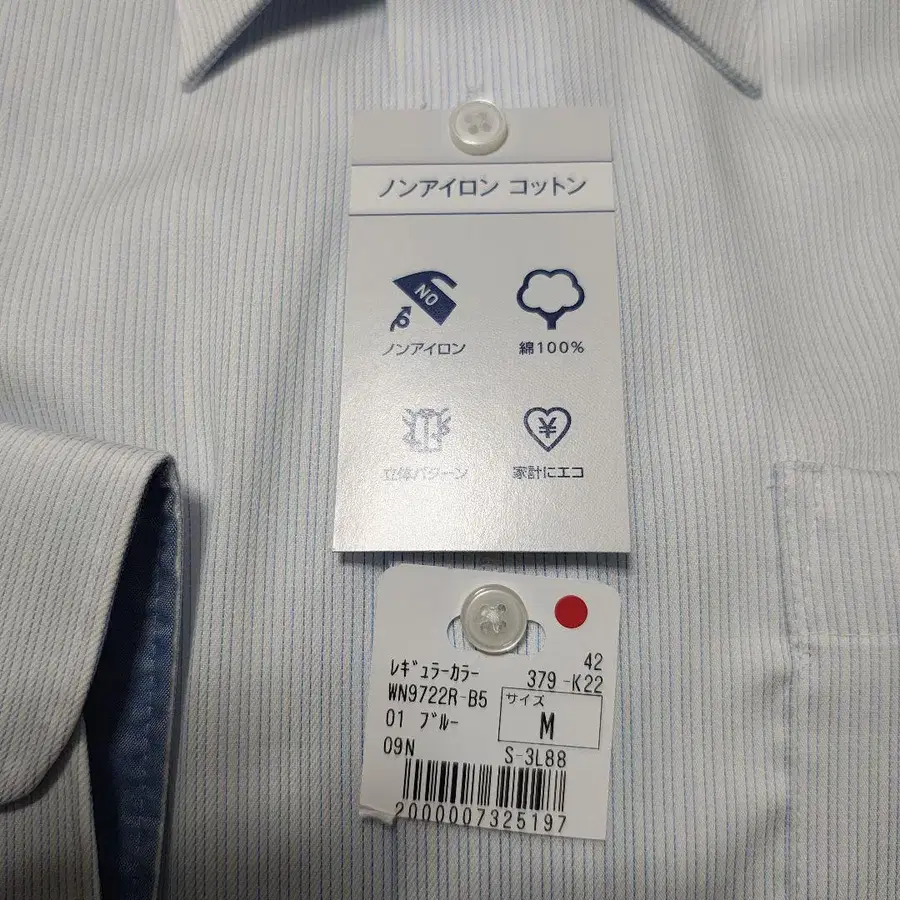 ノンアイロン コットン
NO
ノンアイロン
綿100%
立体パターン
¥
家計にエコ
42
ﾚｷﾞｭﾗｰｶﾗｰ
379 -K22
WN9722R-B5
サイズ
01 ﾌﾞﾙｰ
M
09N
S-3L88
2000007325197